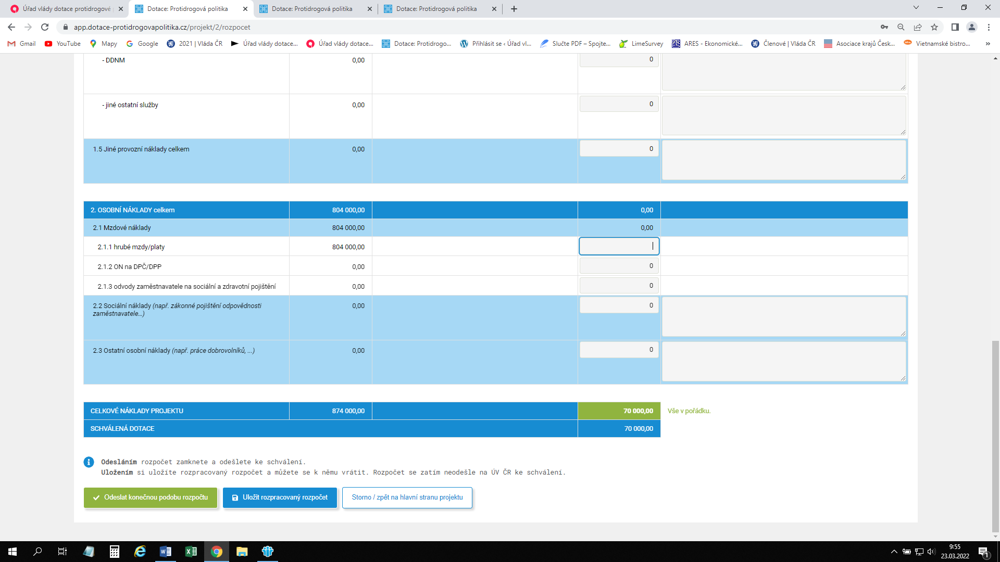 Úřad vlády dotace protidrogové
Dotace: Protidrogová politika
Dotace: Protidrogová politika
Dotace: Protidrogová politika
app.dotace-protidrogovapolitika.cz/projekt/2/rozpocet
Gmail
YouTube
Mapy
Google
2021 | Vláda ČR
Úřad vlády dotace...
Úřad vlády dotace...
Dotace: Protidrogo...
Přihlásit se ‹ Úřad vl...
Slučte PDF – Spojte...
LimeSurvey
ARES - Ekonomické...
Členové | Vláda ČR
Asociace krajů Česk...
Vietnamské bistro...
»
- DDNM 0,00 0
- jiné ostatní služby 0,00 0
1.5 Jiné provozní náklady celkem 0,00 0
2. OSOBNÍ NÁKLADY celkem 804 000,00 0,00
2.1 Mzdové náklady 804 000,00 0,00
2.1.1 hrubé mzdy/platy 804 000,00
2.1.2 ON na DPČ/DPP 0,00 0
2.1.3 odvody zaměstnavatele na sociální a zdravotní pojištění 0,00 0
2.2 Sociální náklady (např. zákonné pojištění odpovědnosti 0,00 0
zaměstnavatele…)
2.3 Ostatní osobní náklady (např. práce dobrovolníků, ...) 0,00 0
CELKOVÉ NÁKLADY PROJEKTU 874 000,00 70 000,00 Vše v pořádku.
SCHVÁLENÁ DOTACE 70 000,00
Odesláním rozpočet zamknete a odešlete ke schválení.
Uložením si uložíte rozpracovaný rozpočet a můžete se k němu vrátit. Rozpočet se zatím neodešle na ÚV ČR ke schválení.
Odeslat konečnou podobu rozpočtu
Uložit rozpracovaný rozpočet
Storno / zpět na hlavní stranu projektu
9:55
23.03.2022
1